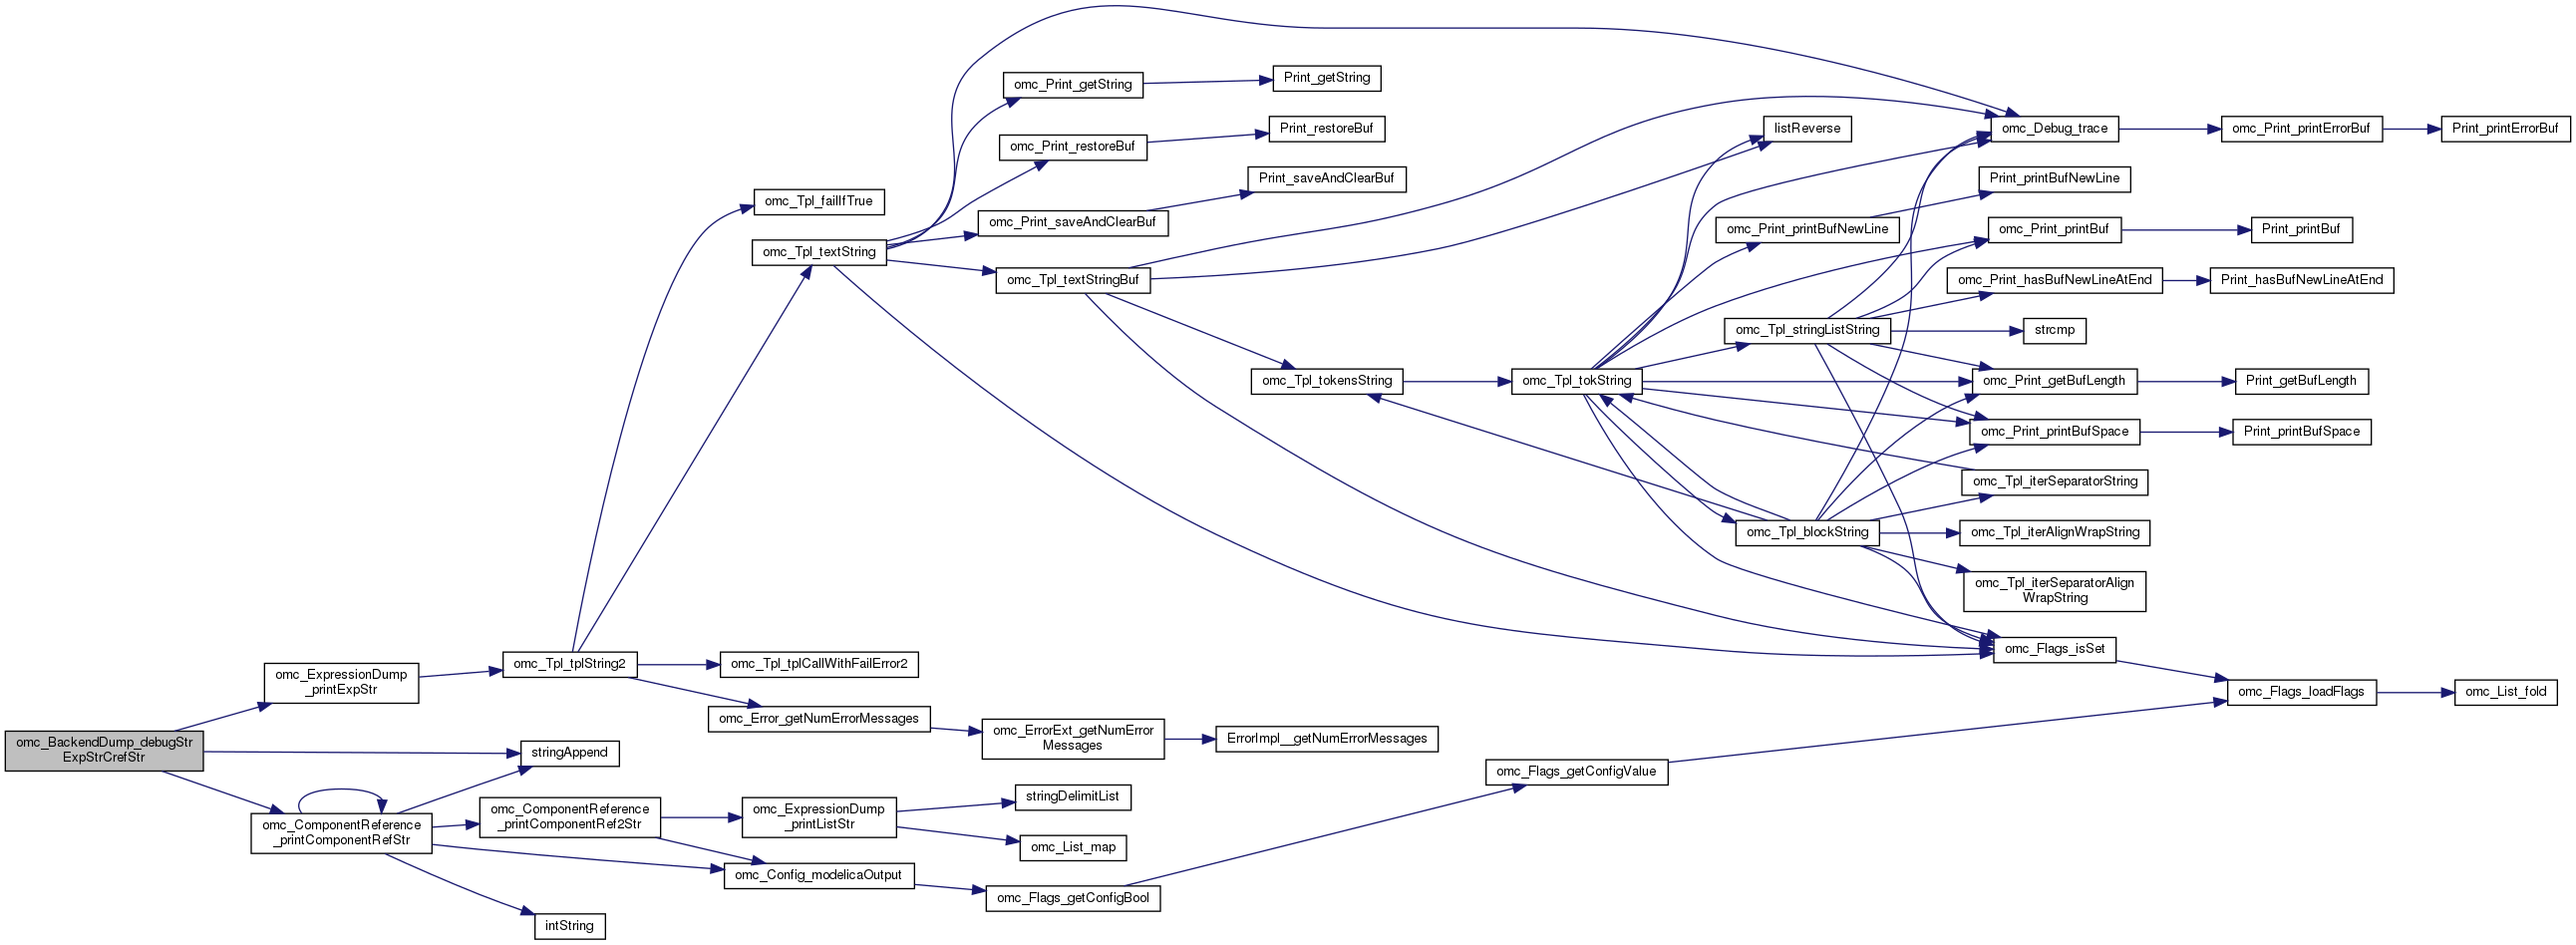 omc_BackendDump_debugStr
ExpStrCrefStr
omc_ExpressionDump
_printExpStr
stringAppend
omc_ComponentReference
_printComponentRefStr
omc_Tpl_tplString2
omc_ComponentReference
_printComponentRef2Str
intString
omc_Tpl_failIfTrue
omc_Tpl_textString
omc_Tpl_tplCallWithFailError2
omc_Error_getNumErrorMessages
omc_ExpressionDump
_printListStr
omc_Config_modelicaOutput
omc_Print_getString
omc_Print_restoreBuf
omc_Print_saveAndClearBuf
omc_Tpl_textStringBuf
omc_ErrorExt_getNumError
Messages
stringDelimitList
omc_List_map
omc_Flags_getConfigBool
Print_getString
Print_restoreBuf
Print_saveAndClearBuf
omc_Tpl_tokensString
ErrorImpl__getNumErrorMessages
omc_Tpl_tokString
omc_Flags_getConfigValue
listReverse
omc_Print_printBufNewLine
omc_Tpl_stringListString
omc_Tpl_blockString
omc_Debug_trace
Print_printBufNewLine
omc_Print_printBuf
omc_Print_hasBufNewLineAtEnd
strcmp
omc_Print_getBufLength
omc_Print_printBufSpace
omc_Tpl_iterSeparatorString
omc_Tpl_iterAlignWrapString
omc_Tpl_iterSeparatorAlign
WrapString
omc_Flags_isSet
omc_Print_printErrorBuf
Print_printBuf
Print_hasBufNewLineAtEnd
Print_getBufLength
Print_printBufSpace
omc_Flags_loadFlags
Print_printErrorBuf
omc_List_fold